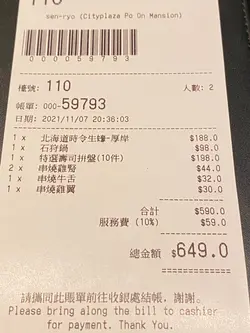 110
sen-ryo (Cityplaza Po On Mansion)
000000059793
檯號: 110 人數: 2
帳單: 000-59793
日期: 2021/11/07 20:36:03
1 x 北海道時令生蠔-厚岸 $188.0
1 x 石狩鍋 $98.0
1 x 特選壽司拼盤(10件) $198.0
2 x 串燒雞腎 $44.0
1 x 串燒牛舌 $32.0
1 x 串燒雞翼 $30.0
合計 $590.0
服務費 (10%) $59.0
總金額 $649.0
請攜同此賬單前往收銀處結帳，謝謝。
Please bring along the bill to cashier
for payment. Thank You.